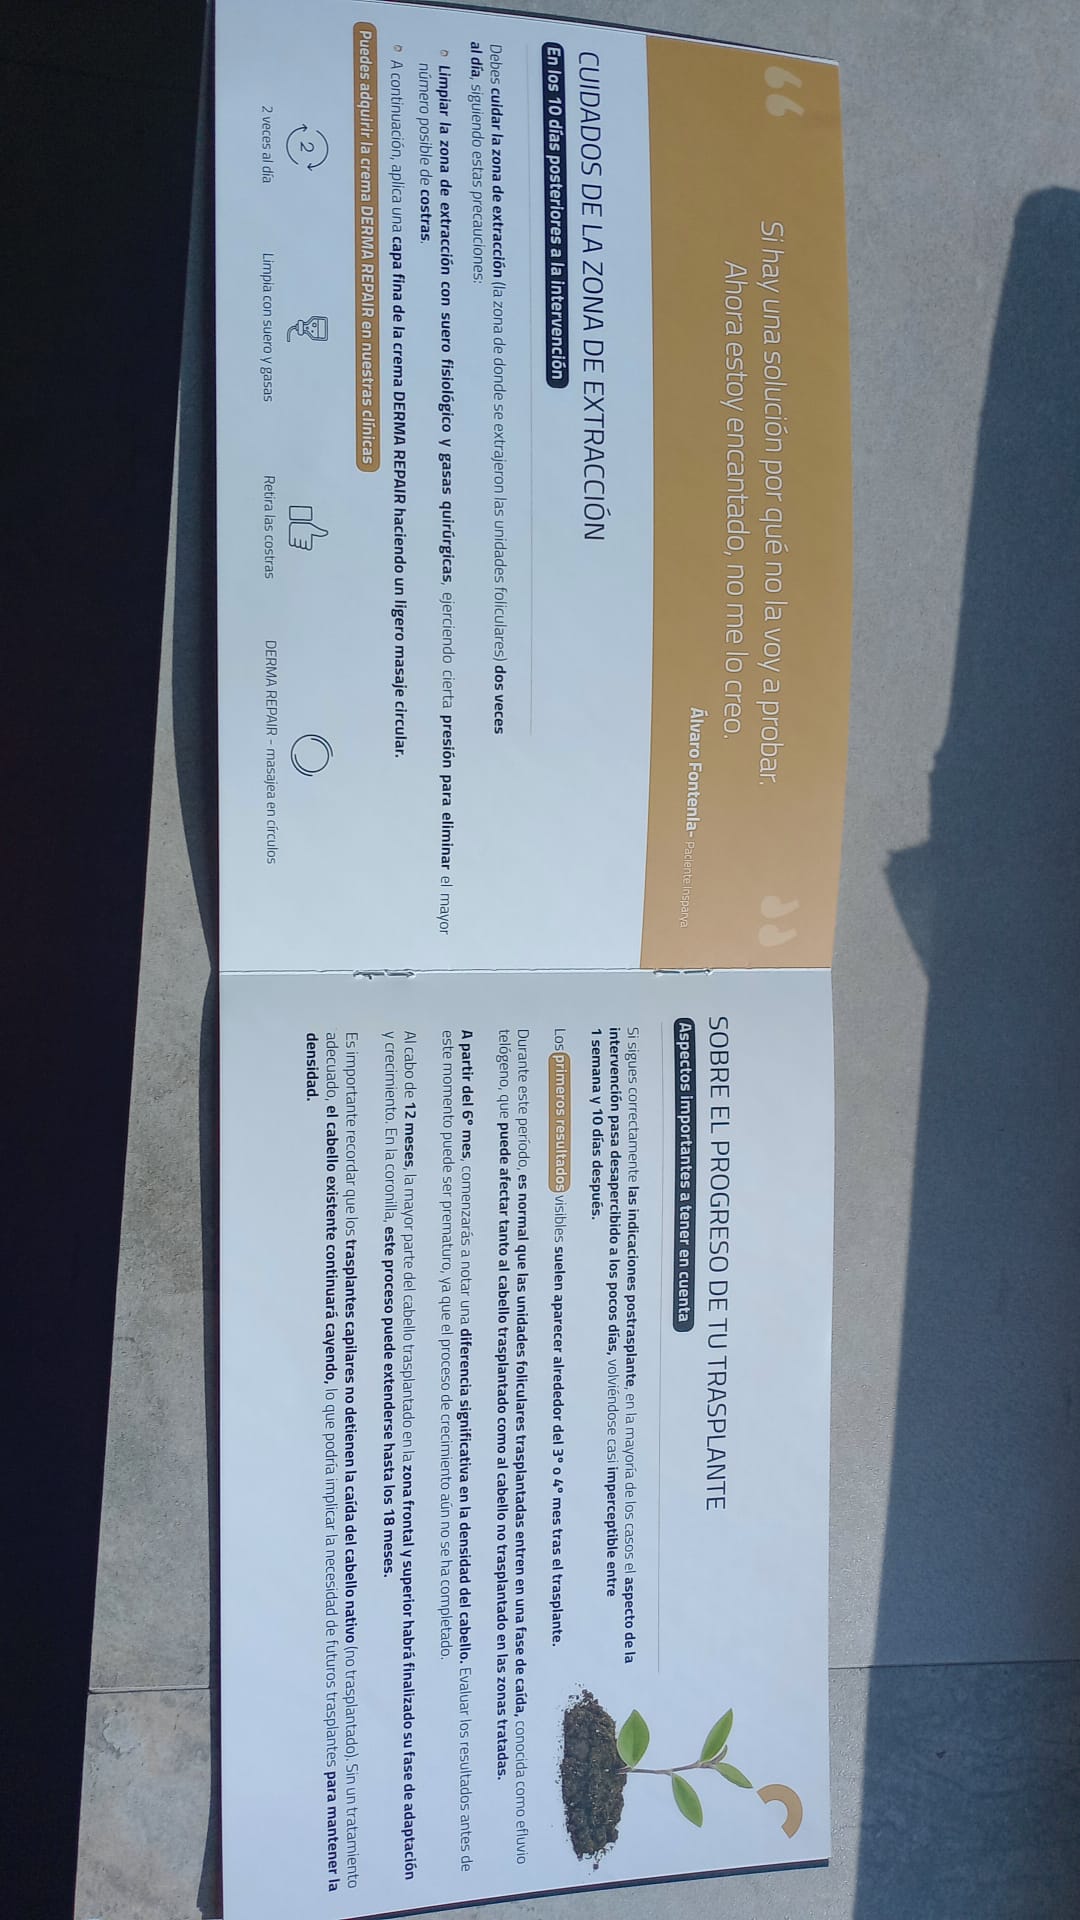 “ Si hay una solución por qué no la voy a probar. ”
Ahora estoy encantado, no me lo creo.
Álvaro Fontenla- Paciente Insparya
CUIDADOS DE LA ZONA DE EXTRACCIÓN
En los 10 días posteriores a la intervención
Debes cuidar la zona de extracción (la zona de donde se extrajeron las unidades foliculares) dos veces
al día, siguiendo estas precauciones:
Limpiar la zona de extracción con suero fisiológico y gasas quirúrgicas, ejerciendo cierta presión para eliminar el mayor
número posible de costras.
A continuación, aplica una capa fina de la crema DERMA REPAIR haciendo un ligero masaje circular.
Puedes adquirir la crema DERMA REPAIR en nuestras clínicas
2
2 veces al día
Limpia con suero y gasas
Retira las costras
DERMA REPAIR - masajea en círculos
SOBRE EL PROGRESO DE TU TRASPLANTE
Aspectos importantes a tener en cuenta
Si sigues correctamente las indicaciones postrasplante, en la mayoría de los casos el aspecto de la
intervención pasa desapercibido a los pocos días, volviéndose casi imperceptible entre
1 semana y 10 días después.
Los primeros resultados visibles suelen aparecer alrededor del 3º o 4º mes tras el trasplante.
Durante este período, es normal que las unidades foliculares trasplantadas entren en una fase de caída, conocida como efluvio
telógeno, que puede afectar tanto al cabello trasplantado como al cabello no trasplantado en las zonas tratadas.
A partir del 6º mes, comenzarás a notar una diferencia significativa en la densidad del cabello. Evaluar los resultados antes de
este momento puede ser prematuro, ya que el proceso de crecimiento aún no se ha completado.
Al cabo de 12 meses, la mayor parte del cabello trasplantado en la zona frontal y superior habrá finalizado su fase de adaptación
y crecimiento. En la coronilla, este proceso puede extenderse hasta los 18 meses.
Es importante recordar que los trasplantes capilares no detienen la caída del cabello nativo (no trasplantado). Sin un tratamiento
adecuado, el cabello existente continuará cayendo, lo que podría implicar la necesidad de futuros trasplantes para mantener la
densidad.